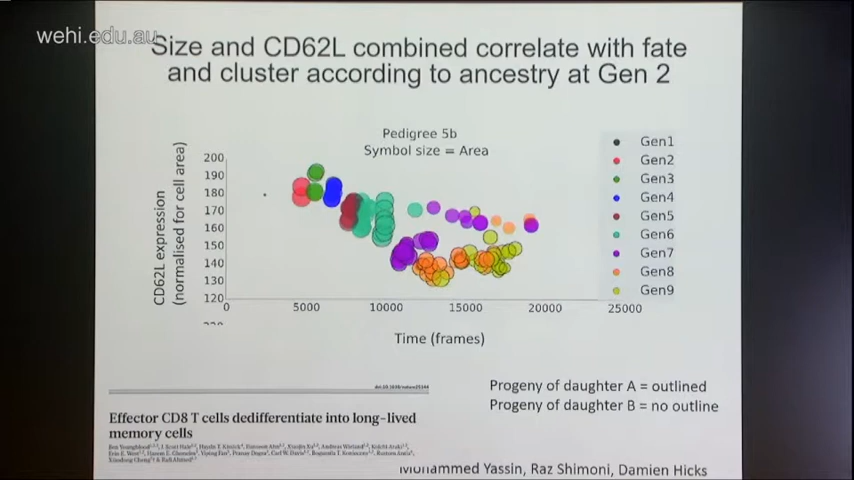 wehi.edu.au
Size and CD62L combined correlate with fate
and cluster according to ancestry at Gen 2
Pedigree 5b
Symbol size = Area
CD62L expression
(normalised for cell area)
200
190
180
170
160
150
140
130
120
0
5000
10000
15000
20000
25000
Time (frames)
Gen1
Gen2
Gen3
Gen4
Gen5
Gen6
Gen7
Gen8
Gen9
Progeny of daughter A = outlined
Progeny of daughter B = no outline
Effector CD8 T cells dedifferentiate into long-lived
memory cells
Mohammed Yassin, Raz Shimoni, Damien Hicks